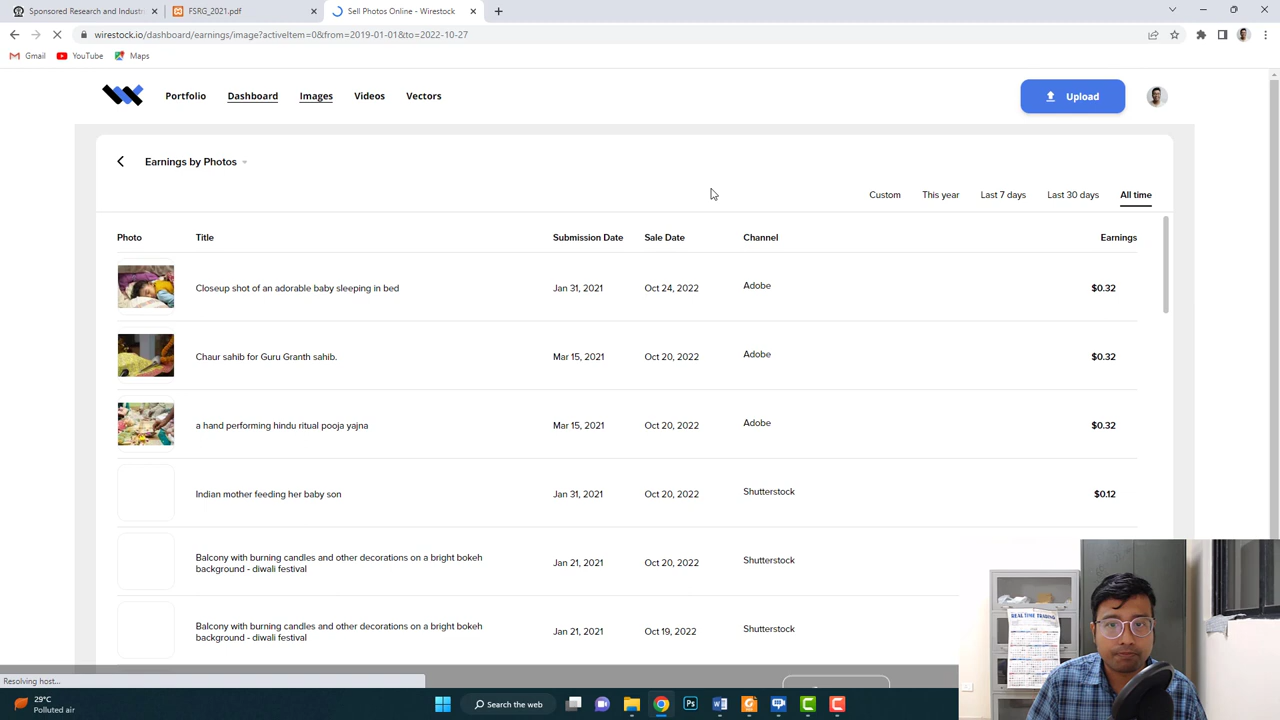 Sponsored Research and Industri
FSRG_2021.pdf
Sell Photos Online - Wirestock
wirestock.io/dashboard/earnings/image?activeItem=0&from=2019-01-01&to=2022-10-27
Gmail
YouTube
Maps
Portfolio
Dashboard
Images
Videos
Vectors
Upload
Earnings by Photos
Custom
This year
Last 7 days
Last 30 days
All time
Photo Title Submission Date Sale Date Channel Earnings
Closeup shot of an adorable baby sleeping in bed Jan 31, 2021 Oct 24, 2022 Adobe $0.32
Chaur sahib for Guru Granth sahib. Mar 15, 2021 Oct 20, 2022 Adobe $0.32
a hand performing hindu ritual pooja yajna Mar 15, 2021 Oct 20, 2022 Adobe $0.32
Indian mother feeding her baby son Jan 31, 2021 Oct 20, 2022 Shutterstock $0.12
Balcony with burning candles and other decorations on a bright bokeh
background - diwali festival
Jan 21, 2021 Oct 20, 2022 Shutterstock
Balcony with burning candles and other decorations on a bright bokeh
background - diwali festival
Jan 21, 2021 Oct 19, 2022 Shutterstock
REAL TIME TRADING
Resolving host...
29°C
Polluted air
Search the web
Ps